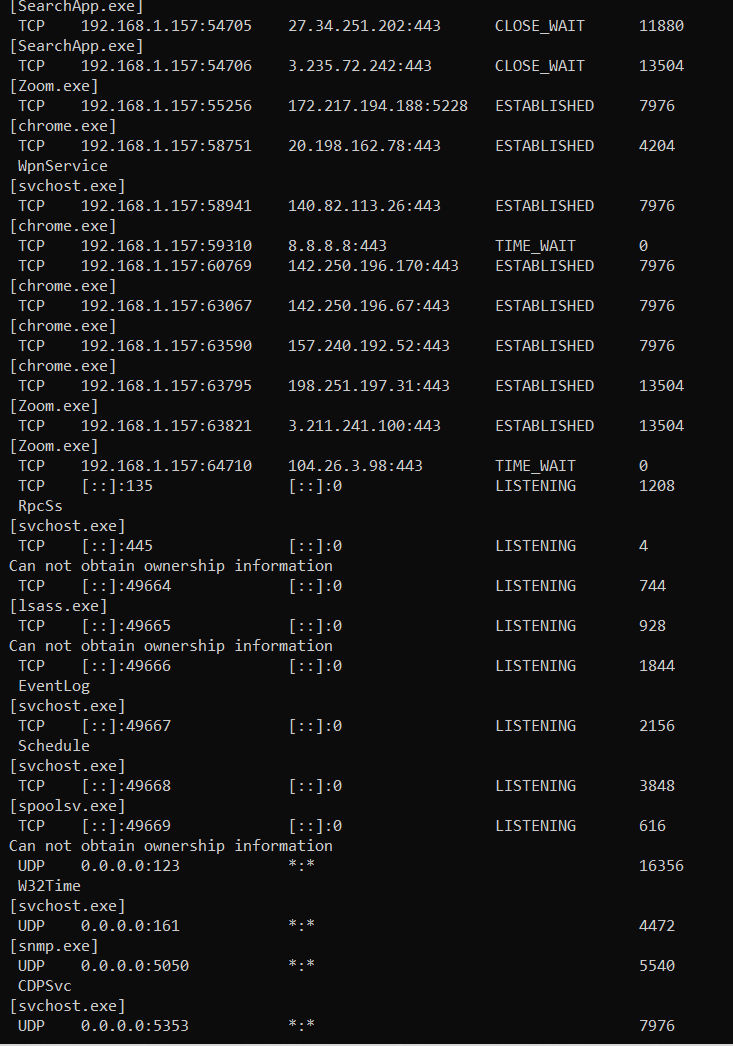 [SearchApp.exe]
TCP 192.168.1.157:54705 27.34.251.202:443 CLOSE_WAIT 11880
[SearchApp.exe]
TCP 192.168.1.157:54706 3.235.72.242:443 CLOSE_WAIT 13504
[Zoom.exe]
TCP 192.168.1.157:55256 172.217.194.188:5228 ESTABLISHED 7976
[chrome.exe]
TCP 192.168.1.157:58751 20.198.162.78:443 ESTABLISHED 4204
WpnService
[svchost.exe]
TCP 192.168.1.157:58941 140.82.113.26:443 ESTABLISHED 7976
[chrome.exe]
TCP 192.168.1.157:59310 8.8.8.8:443 TIME_WAIT 0
TCP 192.168.1.157:60769 142.250.196.170:443 ESTABLISHED 7976
[chrome.exe]
TCP 192.168.1.157:63067 142.250.196.67:443 ESTABLISHED 7976
[chrome.exe]
TCP 192.168.1.157:63590 157.240.192.52:443 ESTABLISHED 7976
[chrome.exe]
TCP 192.168.1.157:63795 198.251.197.31:443 ESTABLISHED 13504
[Zoom.exe]
TCP 192.168.1.157:63821 3.211.241.100:443 ESTABLISHED 13504
[Zoom.exe]
TCP 192.168.1.157:64710 104.26.3.98:443 TIME_WAIT 0
TCP [::]:135 [::]:0 LISTENING 1208
RpcSs
[svchost.exe]
TCP [::]:445 [::]:0 LISTENING 4
Can not obtain ownership information
TCP [::]:49664 [::]:0 LISTENING 744
[lsass.exe]
TCP [::]:49665 [::]:0 LISTENING 928
Can not obtain ownership information
TCP [::]:49666 [::]:0 LISTENING 1844
EventLog
[svchost.exe]
TCP [::]:49667 [::]:0 LISTENING 2156
Schedule
[svchost.exe]
TCP [::]:49668 [::]:0 LISTENING 3848
[spoolsv.exe]
TCP [::]:49669 [::]:0 LISTENING 616
Can not obtain ownership information
UDP 0.0.0.0:123 *:* 16356
W32Time
[svchost.exe]
UDP 0.0.0.0:161 *:* 4472
[snmp.exe]
UDP 0.0.0.0:5050 *:* 5540
CDPSvc
[svchost.exe]
UDP 0.0.0.0:5353 *:* 7976